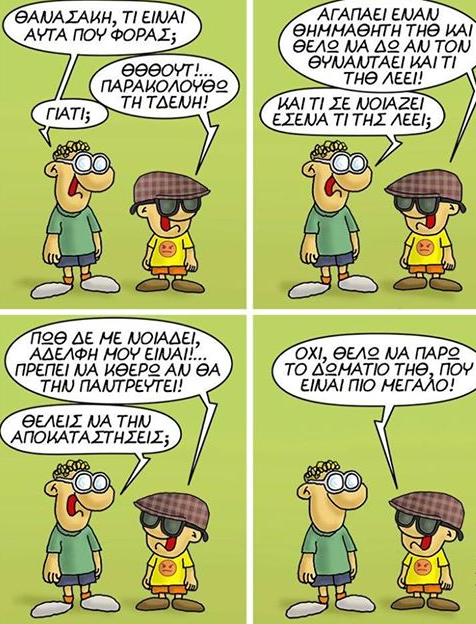 ΘΑΝΑΣΑΚΗ, ΤΙ ΕΙΝΑΙ
ΑΥΤΑ ΠΟΥ ΦΟΡΑΣ;
ΘΘΘΟΥΤ!...
ΠΑΡΑΚΟΛΟΥΘΩ
ΤΗ ΤΔΕΝΗ!
ΓΙΑΤΙ;
ΑΓΑΠΑΕΙ ΕΝΑΝ
ΘΗΜΜΑΘΗΤΗ ΤΗΘ ΚΑΙ
ΘΕΛΩ ΝΑ ΔΩ ΑΝ ΤΟΝ
ΘΥΝΑΝΤΑΕΙ ΚΑΙ ΤΙ
ΤΗΘ ΛΕΕΙ!
ΚΑΙ ΤΙ ΣΕ ΝΟΙΑΖΕΙ
ΕΣΕΝΑ ΤΙ ΤΗΣ ΛΕΕΙ;
ΠΩΘ ΔΕ ΜΕ ΝΟΙΑΔΕΙ,
ΑΔΕΛΦΗ ΜΟΥ ΕΙΝΑΙ!...
ΠΡΕΠΕΙ ΝΑ ΚΘΕΡΩ ΑΝ ΘΑ
ΤΗΝ ΠΑΝΤΡΕΥΤΕΙ!
ΘΕΛΕΙΣ ΝΑ ΤΗΝ
ΑΠΟΚΑΤΑΣΤΗΣΕΙΣ;
ΟΧΙ, ΘΕΛΩ ΝΑ ΠΑΡΩ
ΤΟ ΔΩΜΑΤΙΟ ΤΗΘ, ΠΟΥ
ΕΙΝΑΙ ΠΙΟ ΜΕΓΑΛΟ!